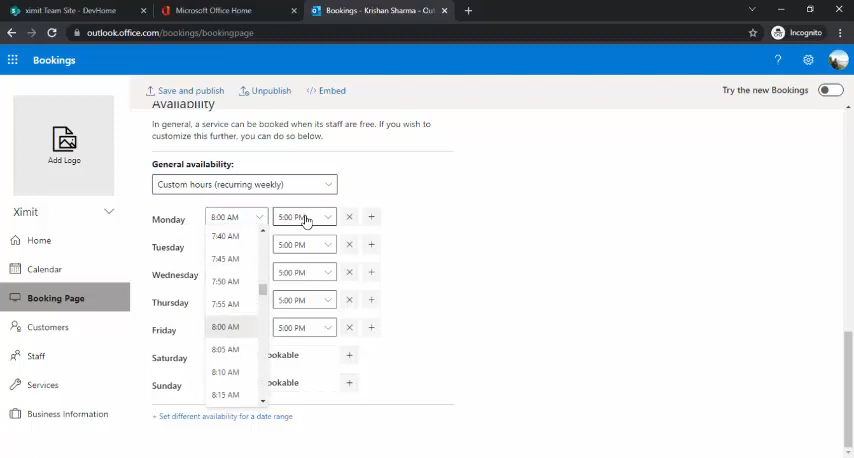 ximit Team Site - DevHome
Microsoft Office Home
Bookings - Krishan Sharma - Out
outlook.office.com/bookings/bookingpage
Incognito
Bookings
?
Save and publish
Unpublish
</> Embed
Try the new Bookings
Add Logo
Ximit
Home
Calendar
Booking Page
Customers
Staff
Services
Business Information
Availability
In general, a service can be booked when its staff are free. If you wish to
customize this further, you can do so below.
General availability:
Custom hours (recurring weekly)
Monday 8:00 AM 5:00 PM
7:40 AM
Tuesday 5:00 PM
7:45 AM
Wednesday 5:00 PM
7:50 AM
Thursday 5:00 PM
7:55 AM
Friday 5:00 PM
8:00 AM
8:05 AM
Saturday ookable
8:10 AM
Sunday ookable
8:15 AM
+ Set different availability for a date range